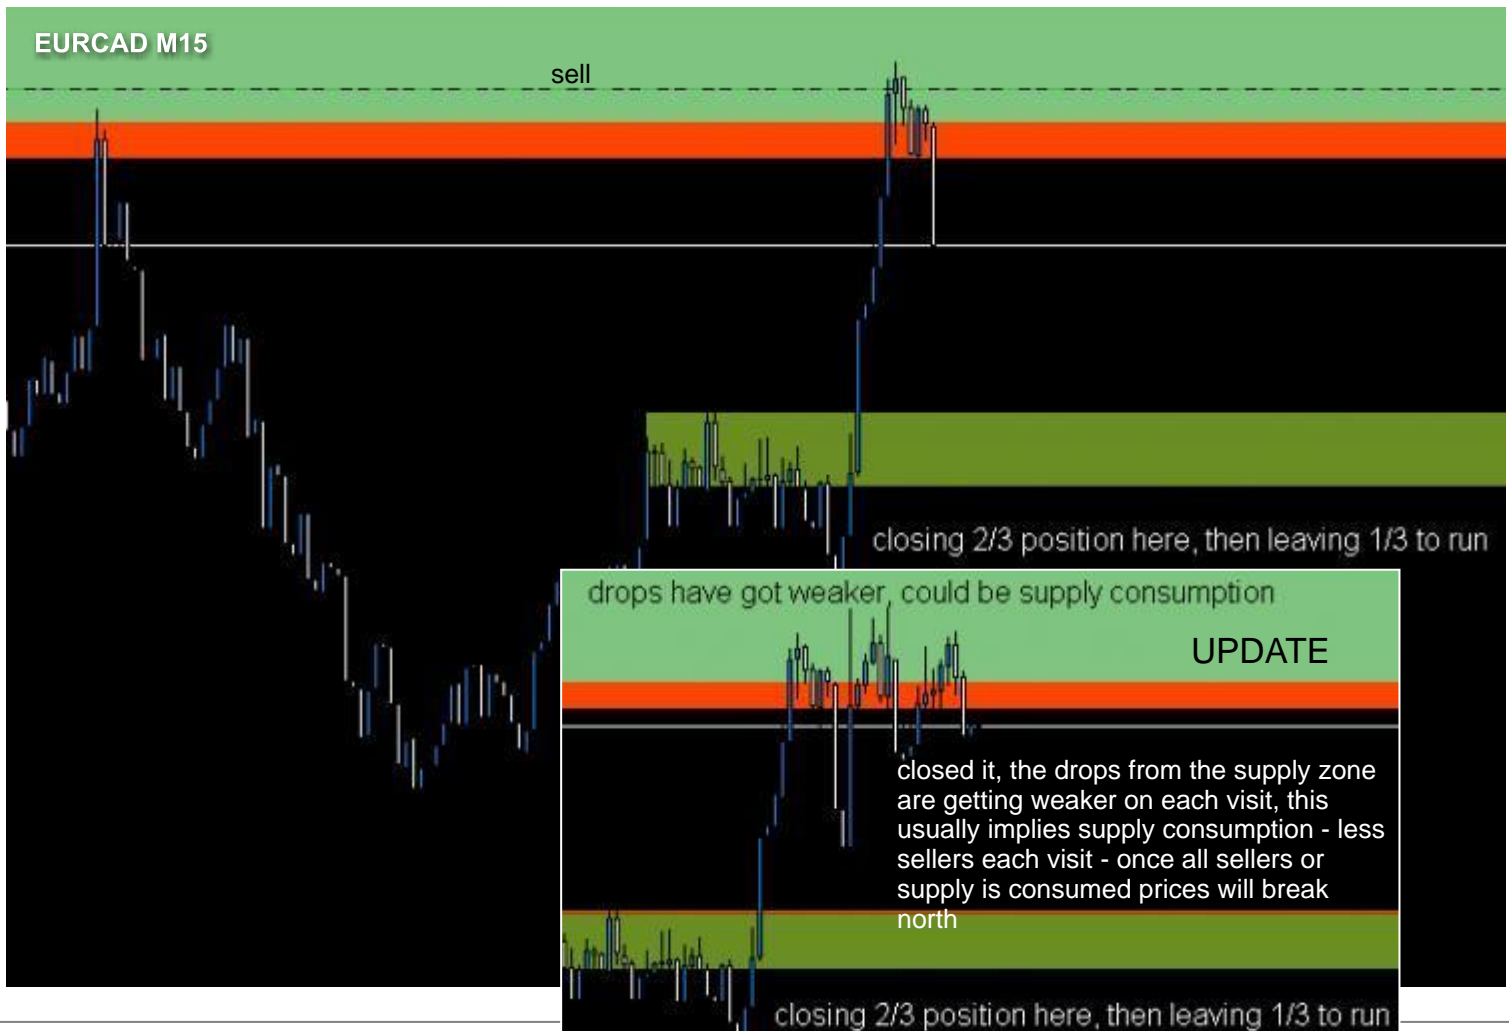 EURCAD M15
sell
closing 2/3 position here, then leaving 1/3 to run
drops have got weaker, could be supply consumption
UPDATE
closed it, the drops from the supply zone
are getting weaker on each visit, this
usually implies supply consumption - less
sellers each visit - once all sellers or
supply is consumed prices will break
north
closing 2/3 position here, then leaving 1/3 to run